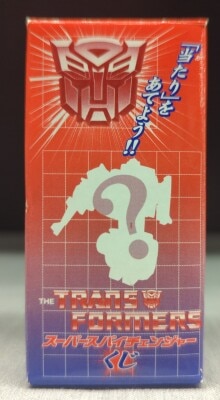 「当たり」を
あてよう!!
?
THE TRANSFORMERS
スーパースパイチェンジャー
くじ